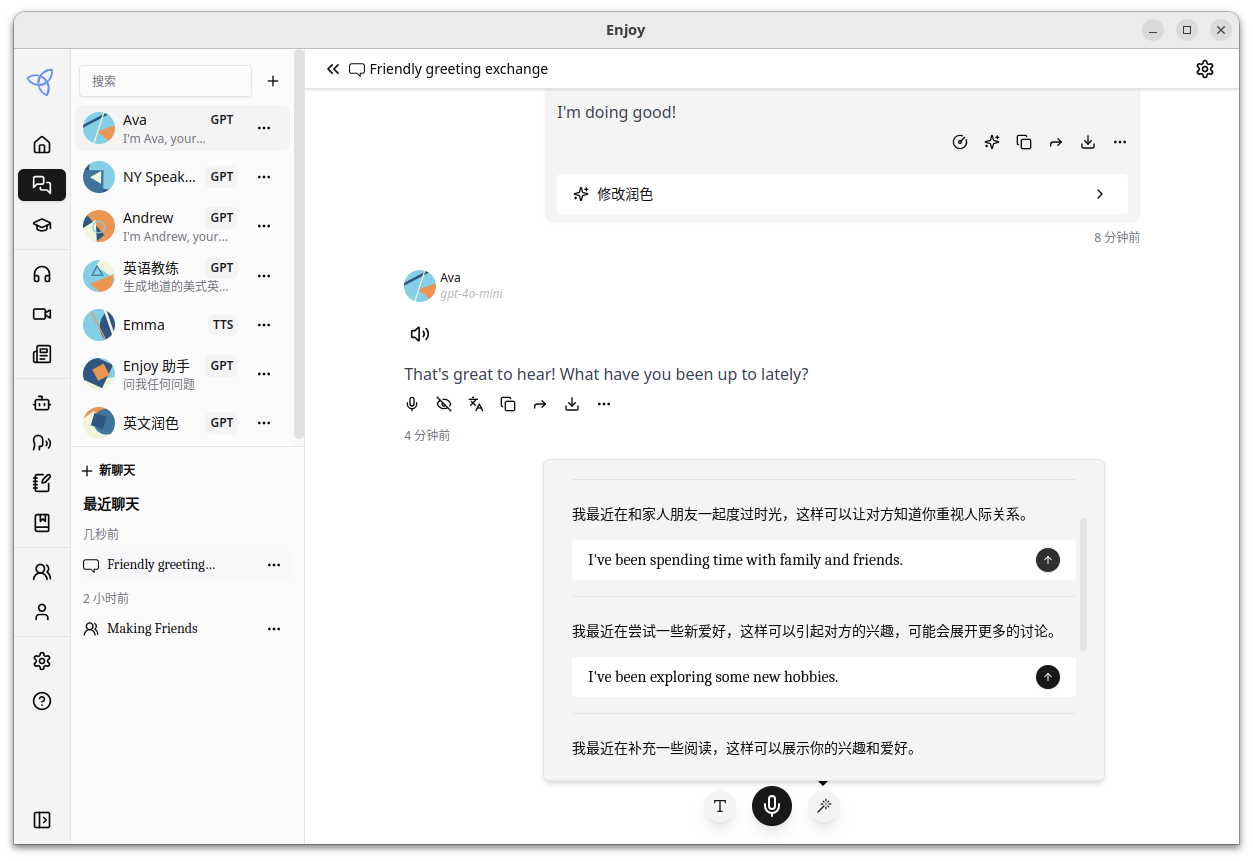 Enjoy
搜索
Ava GPT
I'm Ava, your...
NY Speak... GPT
Andrew GPT
I'm Andrew, your...
英语教练 GPT
生成地道的美式英...
Emma TTS
Enjoy 助手 GPT
问我任何问题
英文润色 GPT
新聊天
最近聊天
几秒前
Friendly greeting...
2 小时前
Making Friends
Friendly greeting exchange
I'm doing good!
修改润色
8 分钟前
Ava
gpt-4o-mini
That's great to hear! What have you been up to lately?
4 分钟前
我最近在和家人朋友一起度过时光，这样可以让对方知道你重视人际关系。
I've been spending time with family and friends.
我最近在尝试一些新爱好，这样可以引起对方的兴趣，可能会展开更多的讨论。
I've been exploring some new hobbies.
我最近在补充一些阅读，这样可以展示你的兴趣和爱好。